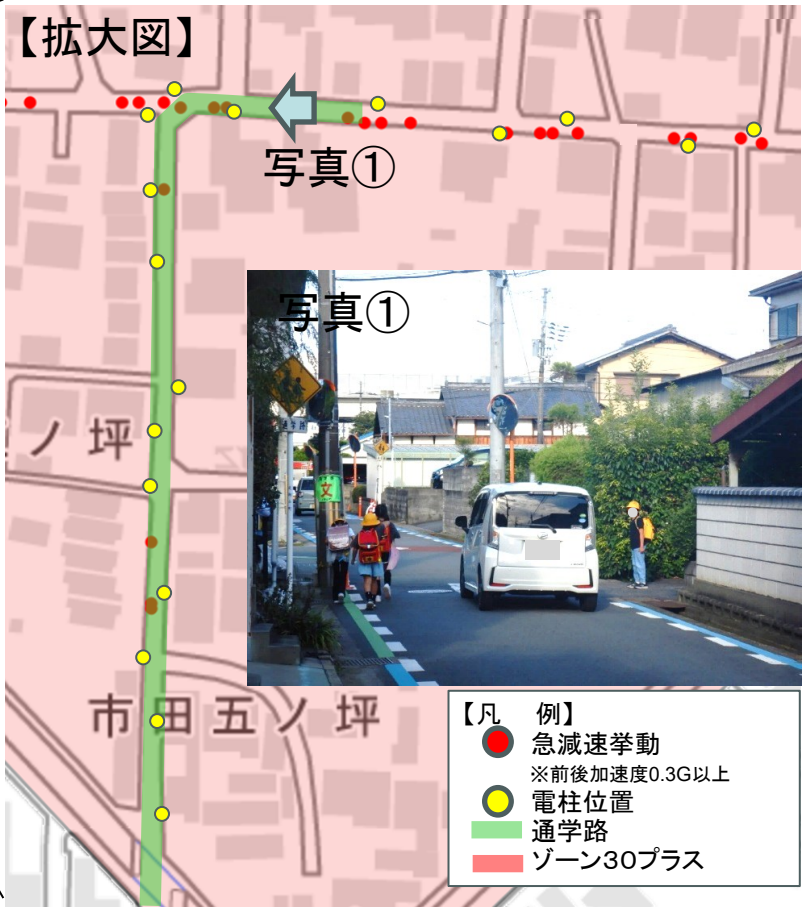 【拡大図】
写真①
写真①
文
ノ坪
市田五ノ坪
【凡　例】
急減速挙動
※前後加速度0.3G以上
電柱位置
通学路
ゾーン30プラス